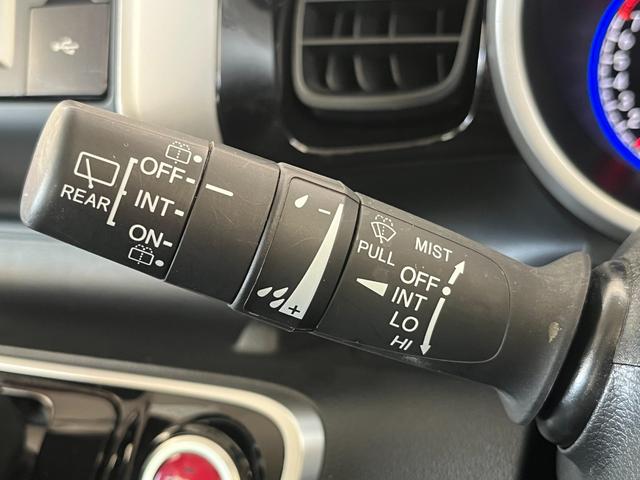 REAR
OFF
INT
ON
-
+
PULL
MIST
OFF
INT
LO
HI